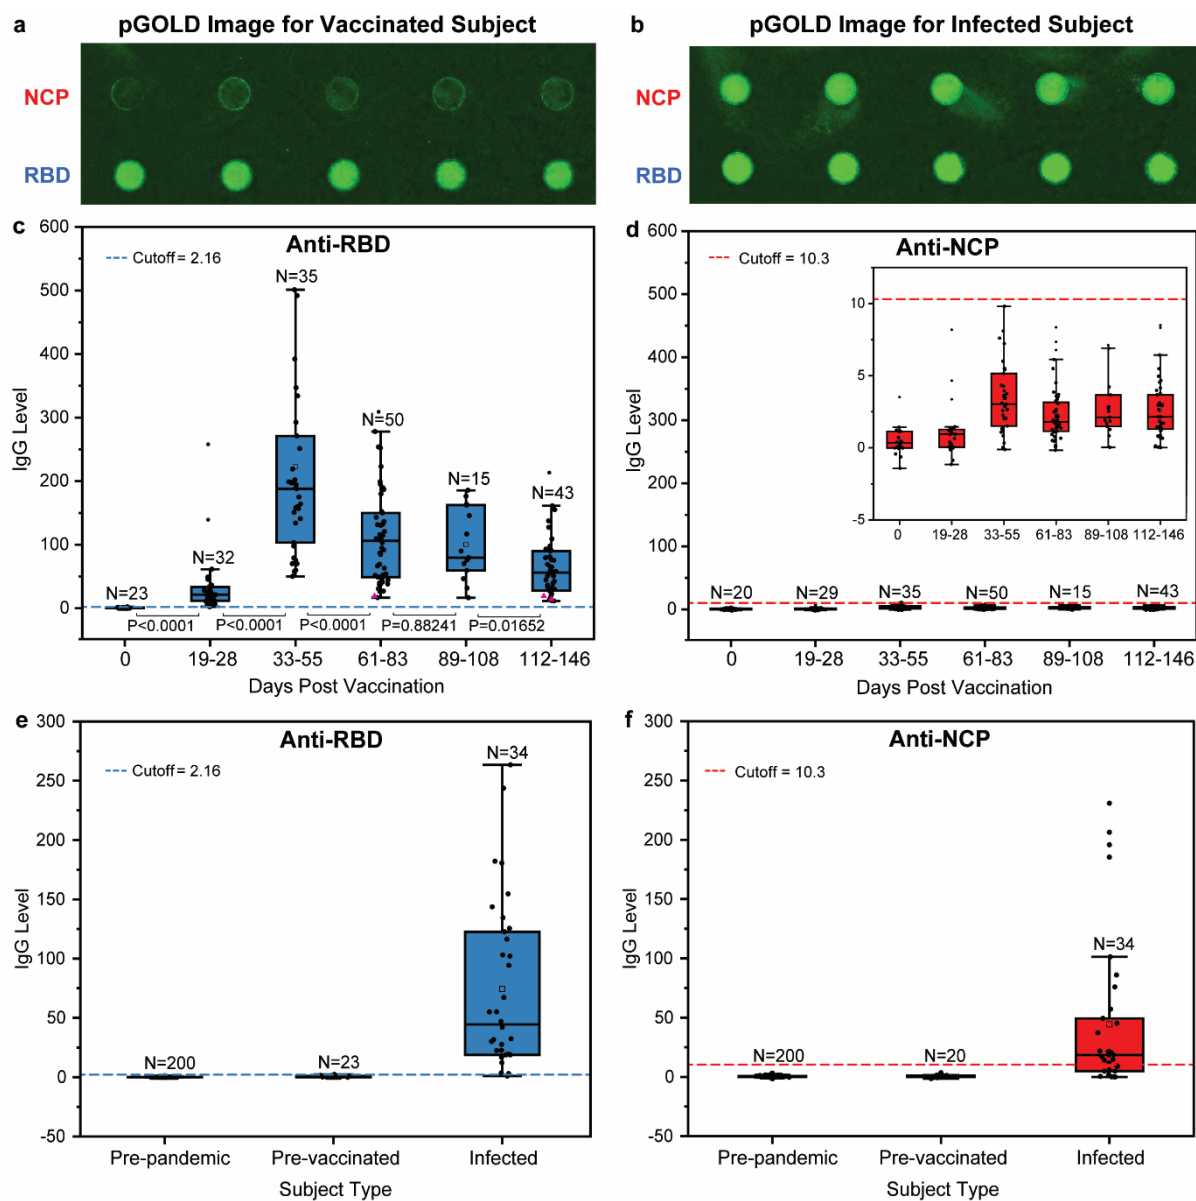 a pGOLD Image for Vaccinated Subject
NCP
RBD
b pGOLD Image for Infected Subject
NCP
RBD
c Anti-RBD
Cutoff = 2.16
600
500
400
300
200
100
0
IgG Level
N=23
N=32
N=35
N=50
N=15
N=43
P<0.0001
P<0.0001
P<0.0001
P=0.88241
P=0.01652
0 19-28 33-55 61-83 89-108 112-146
Days Post Vaccination
d Anti-NCP
Cutoff = 10.3
600
500
400
300
200
100
0
IgG Level
10
5
0
-5
0 19-28 33-55 61-83 89-108 112-146
N=20 N=29 N=35 N=50 N=15 N=43
0 19-28 33-55 61-83 89-108 112-146
Days Post Vaccination
e Anti-RBD
Cutoff = 2.16
300
250
200
150
100
50
0
-50
IgG Level
N=200
N=23
N=34
Pre-pandemic Pre-vaccinated Infected
Subject Type
f Anti-NCP
Cutoff = 10.3
300
250
200
150
100
50
0
-50
IgG Level
N=200
N=20
N=34
Pre-pandemic Pre-vaccinated Infected
Subject Type